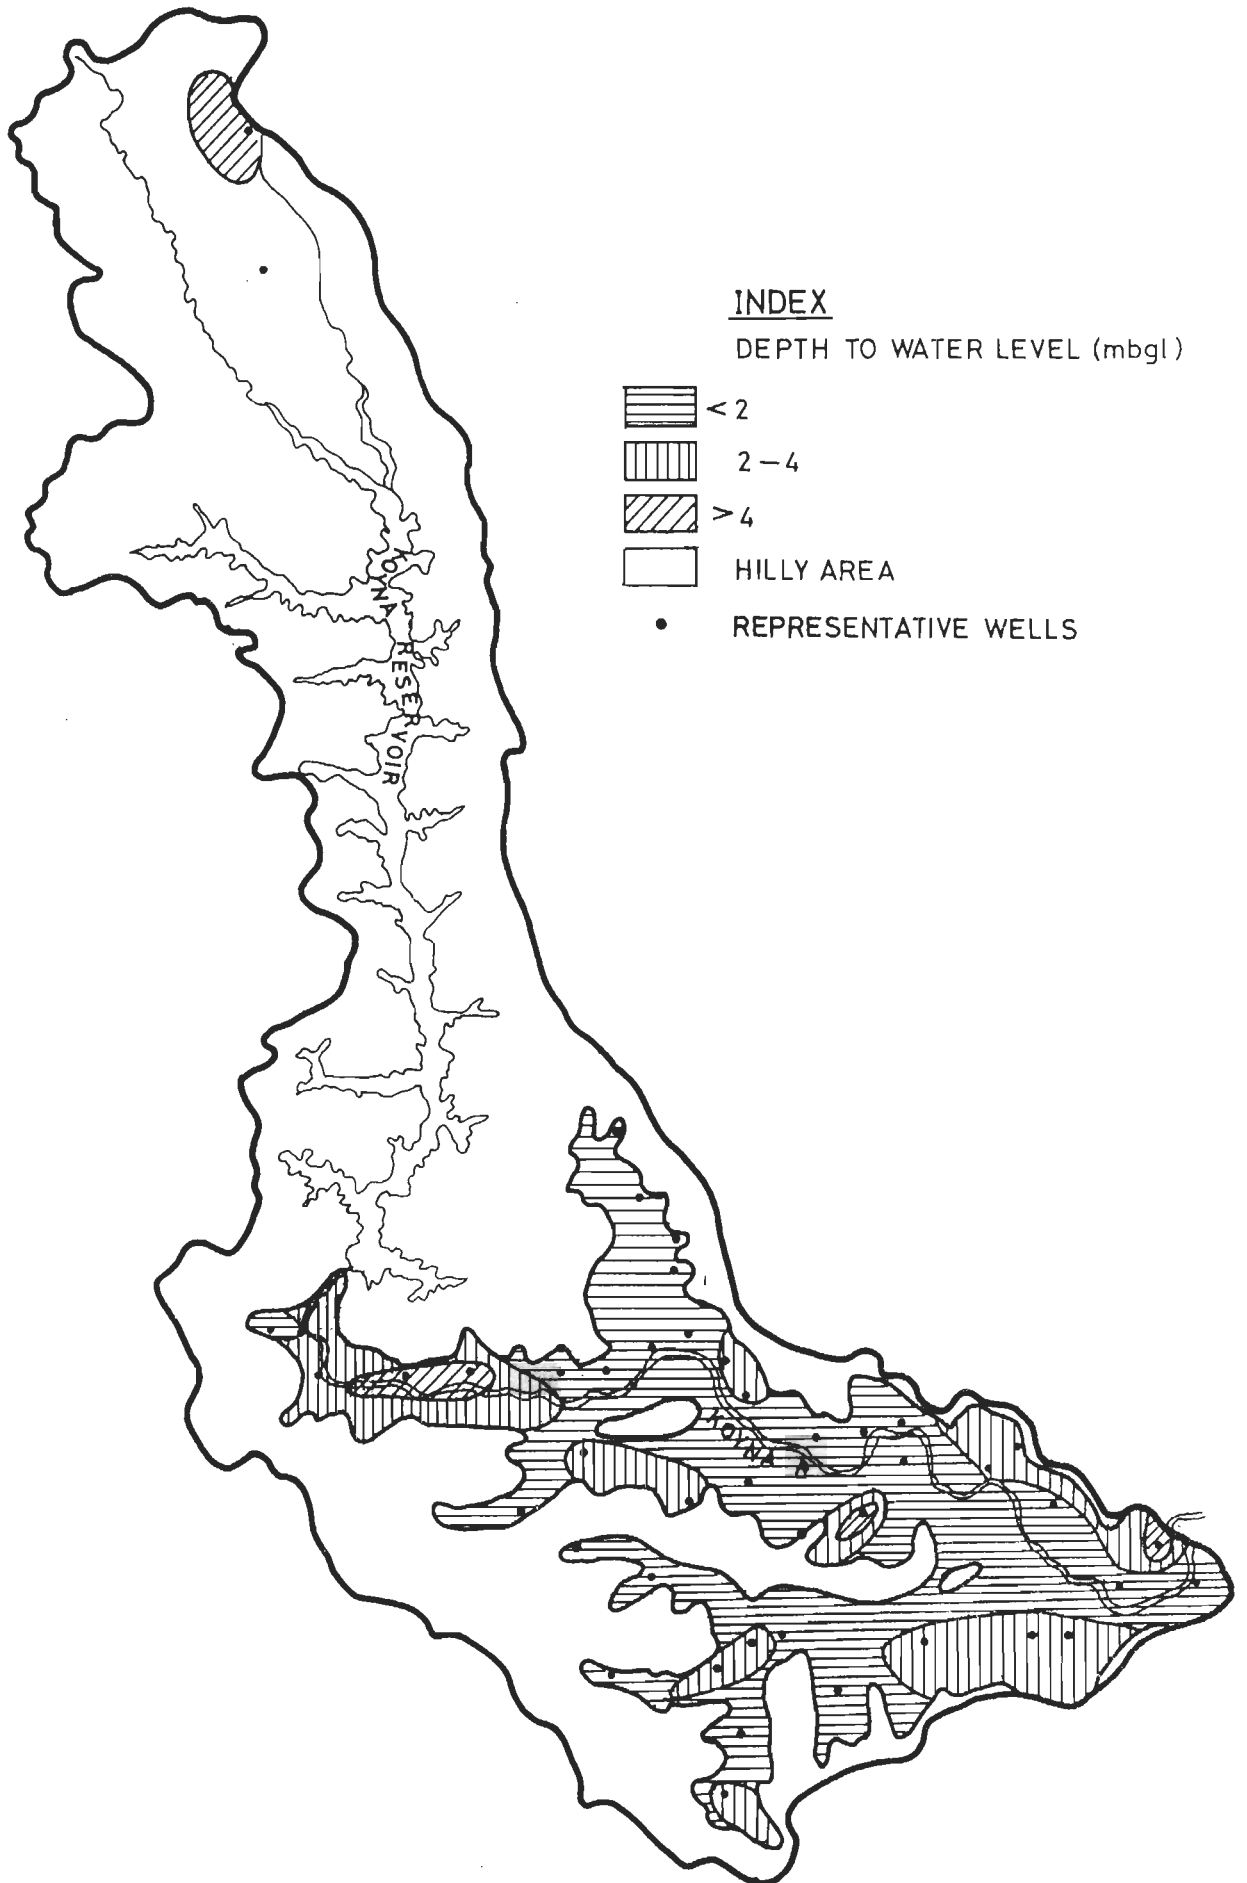 INDEX
DEPTH TO WATER LEVEL (mbgl)
< 2
2 – 4
> 4
HILLY AREA
REPRESENTATIVE WELLS
KOYNA RESERVOIR
KOYNA R